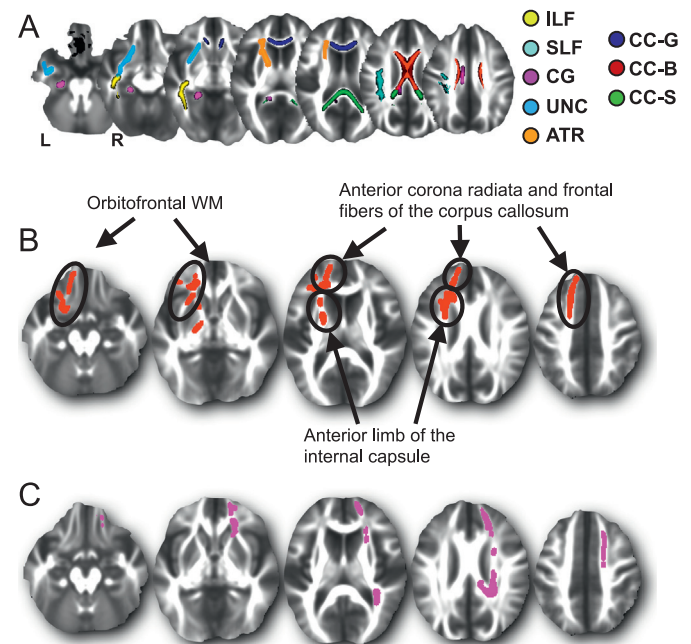 A
L
R
ILF
SLF
CG
UNC
ATR
CC-G
CC-B
CC-S
B
Orbitofrontal WM
Anterior corona radiata and frontal
fibers of the corpus callosum
Anterior limb of the
internal capsule
C